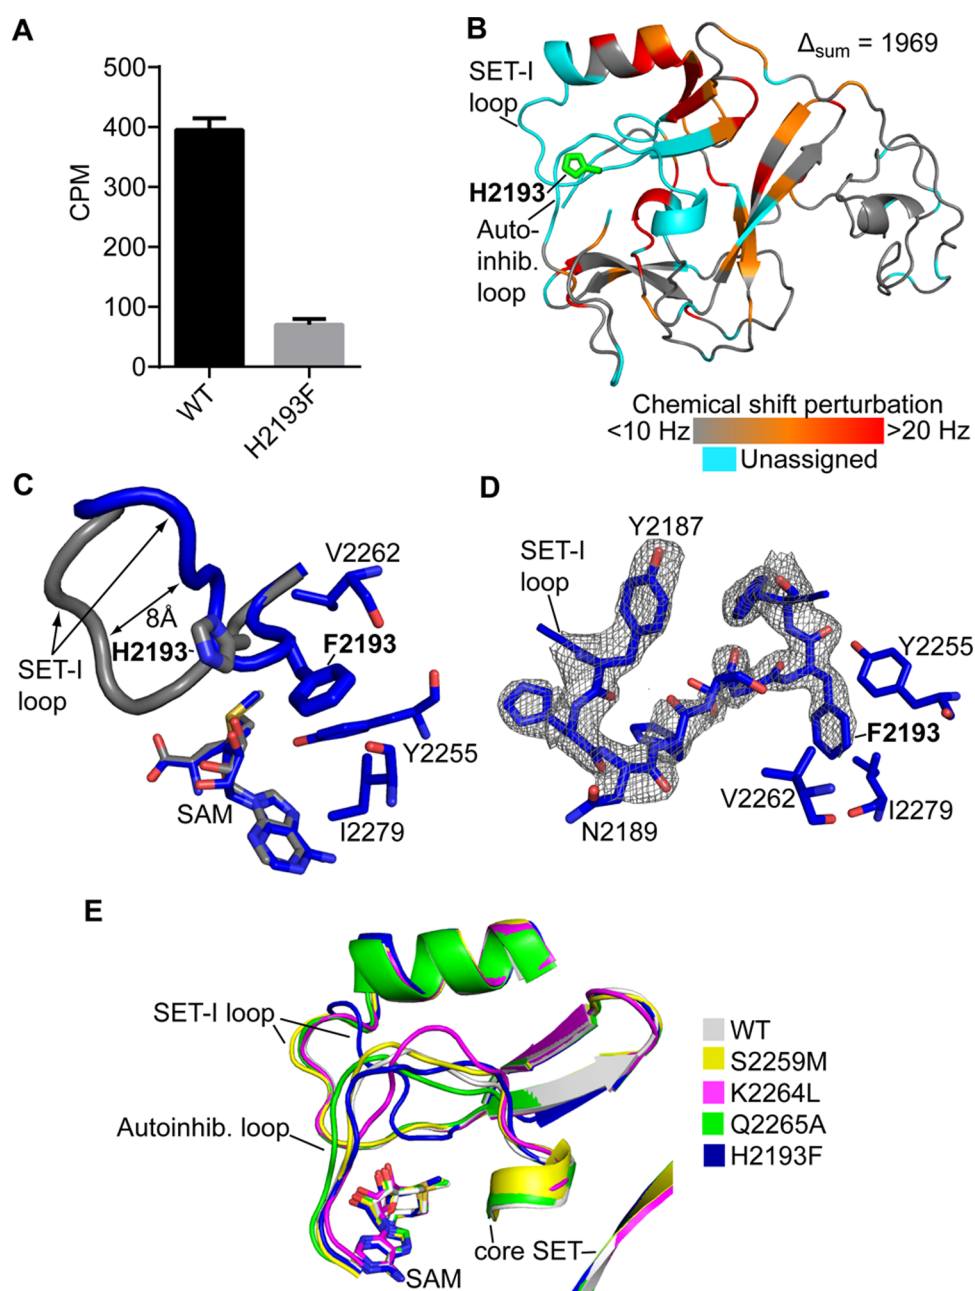 A
500
400
300
200
100
0
CPM
WT
H2193F
B
Δsum = 1969
SET-I
loop
H2193
Auto-
inhib.
loop
Chemical shift perturbation
<10 Hz >20 Hz
Unassigned
C
V2262
8Å
H2193
F2193
SET-I
loop
Y2255
SAM
I2279
D
Y2187
SET-I
loop
Y2255
F2193
V2262
I2279
N2189
E
SET-I loop
Autoinhib. loop
WT
S2259M
K2264L
Q2265A
H2193F
core SET
SAM